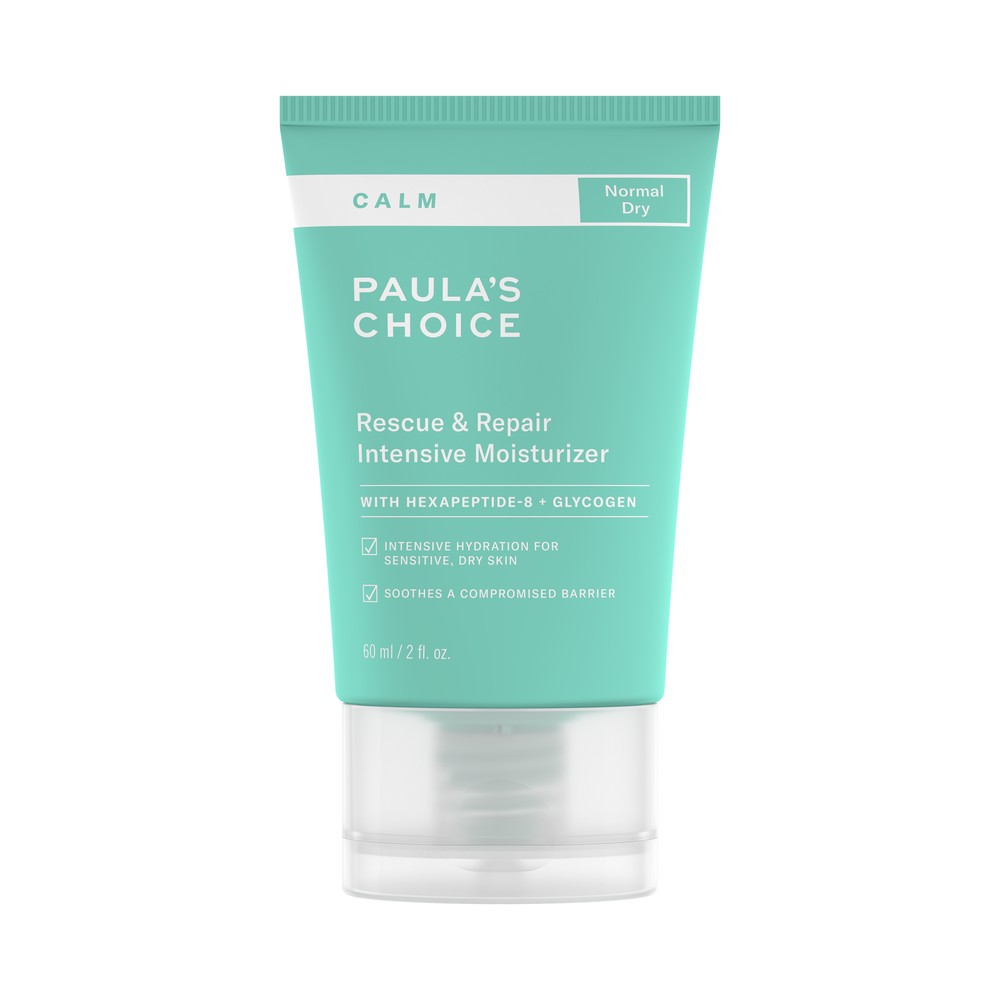 CALM
Normal
Dry
PAULA'S
CHOICE
Rescue & Repair
Intensive Moisturizer
WITH HEXAPEPTIDE-8 + GLYCOGEN
☑ INTENSIVE HYDRATION FOR
SENSITIVE, DRY SKIN
☑ SOOTHES A COMPROMISED BARRIER
60 ml / 2 fl. oz.